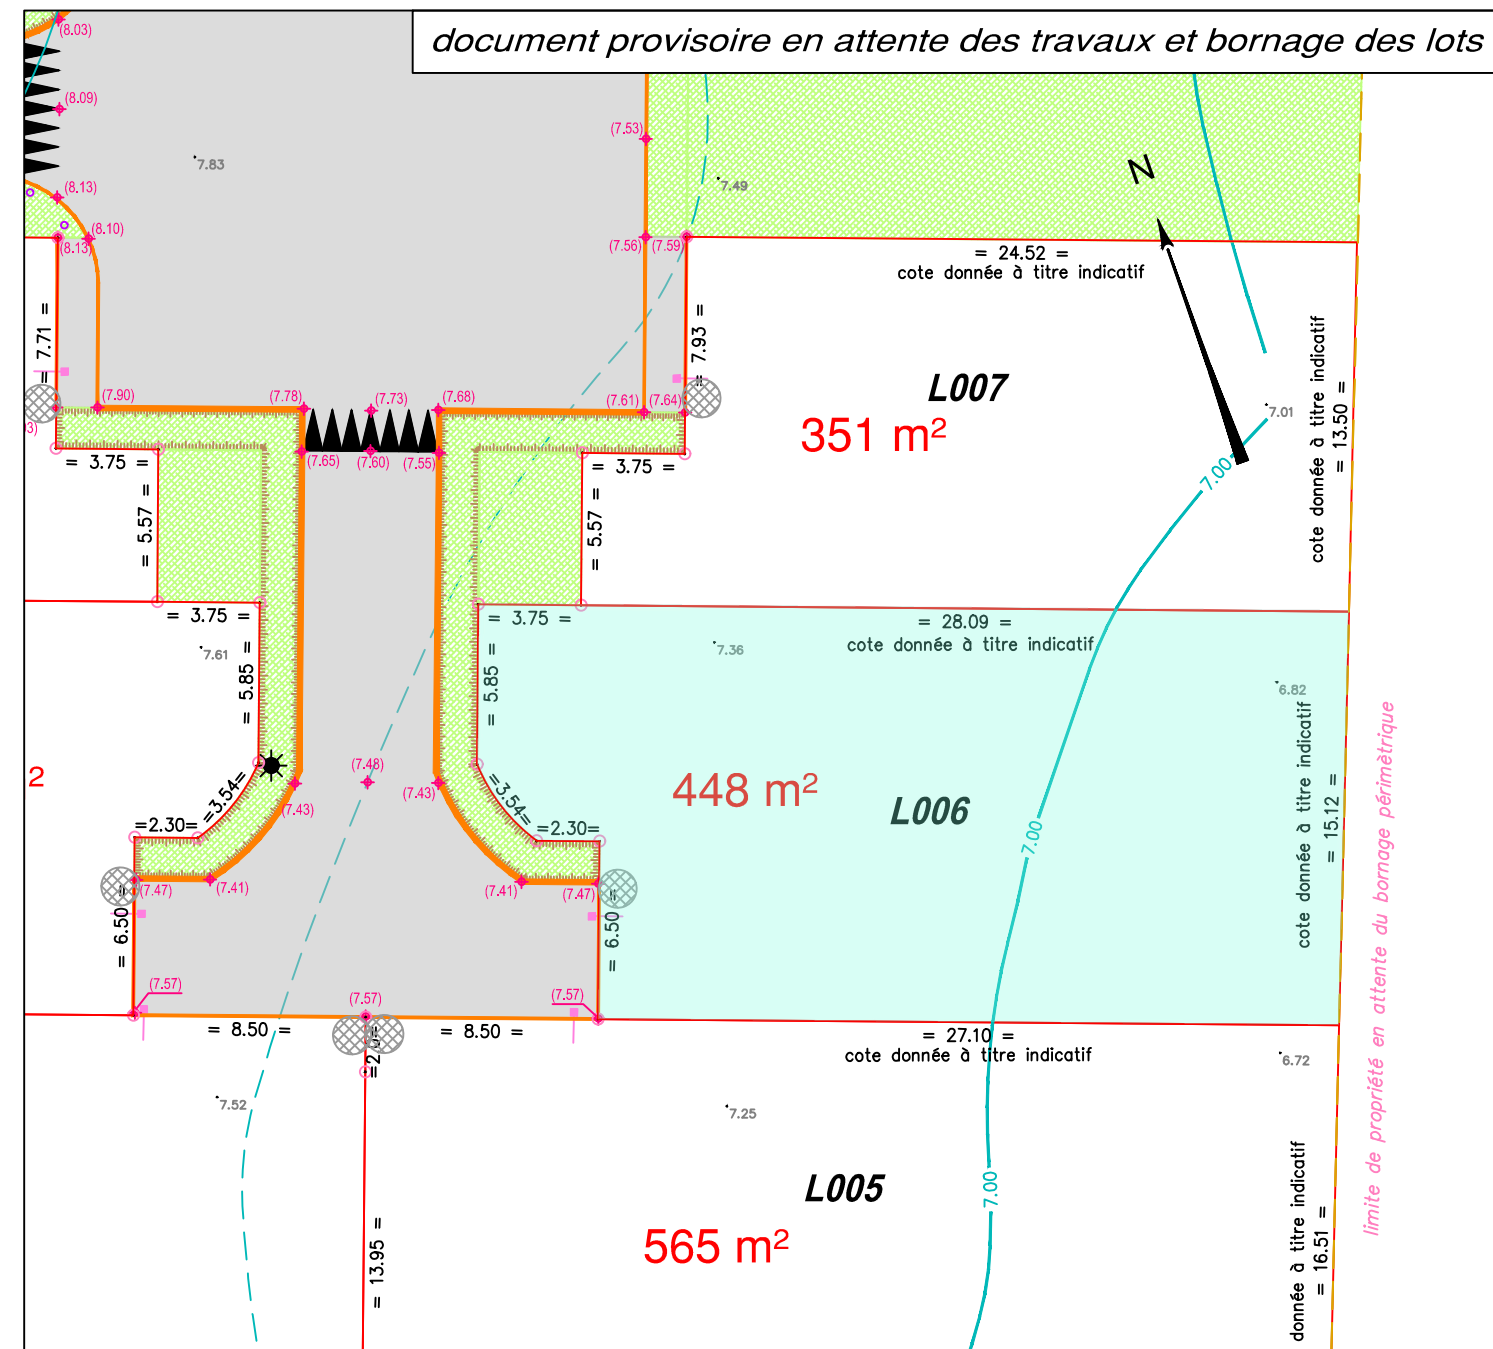 document provisoire en attente des travaux et bornage des lots
(8.03)
(8.09)
(7.53)
7.83
7.49
N
(8.13)
(8.10)
(8.13)
(7.56)
(7.59)
= 24.52 =
cote donnée à titre indicatif
= 7.71 =
= 7.93 =
cote donnée à titre indicatif
= 13.50 =
L007
351 m²
7.01
7.00
(7.90)
(7.78)
(7.73)
(7.68)
(7.61)
(7.64)
3)
= 3.75 =
(7.65)
(7.60)
(7.55)
= 3.75 =
= 5.57 =
= 5.57 =
= 3.75 =
= 3.75 =
= 28.09 =
cote donnée à titre indicatif
7.61
= 5.85 =
= 5.85 =
7.36
6.82
cote donnée à titre indicatif
= 15.12 =
limite de propriété en attente du bornage périmètrique
2
(7.48)
(7.43)
(7.43)
448 m²
L006
7.00
=3.54=
=3.54=
=2.30=
=2.30=
(7.47)
(7.41)
(7.41)
(7.47)
= 6.50 =
= 6.50 =
(7.57)
(7.57)
(7.57)
= 8.50 =
= 8.50 =
= 27.10 =
cote donnée à titre indicatif
6.72
7.52
7.25
L005
7.00
565 m²
= 13.95 =
donnée à titre indicatif
= 16.51 =